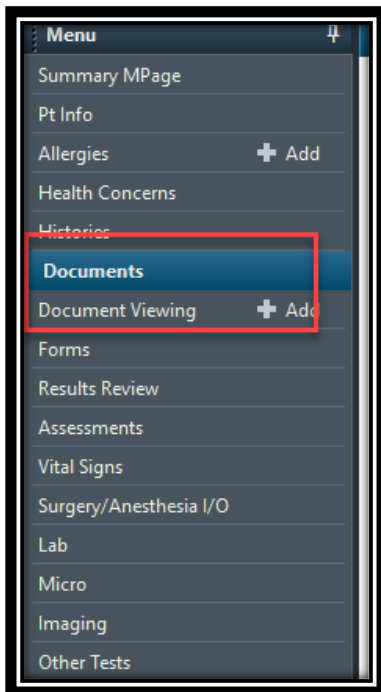 Menu
Summary MPage
Pt Info
Allergies + Add
Health Concerns
Histories
Documents
Document Viewing + Add
Forms
Results Review
Assessments
Vital Signs
Surgery/Anesthesia I/O
Lab
Micro
Imaging
Other Tests